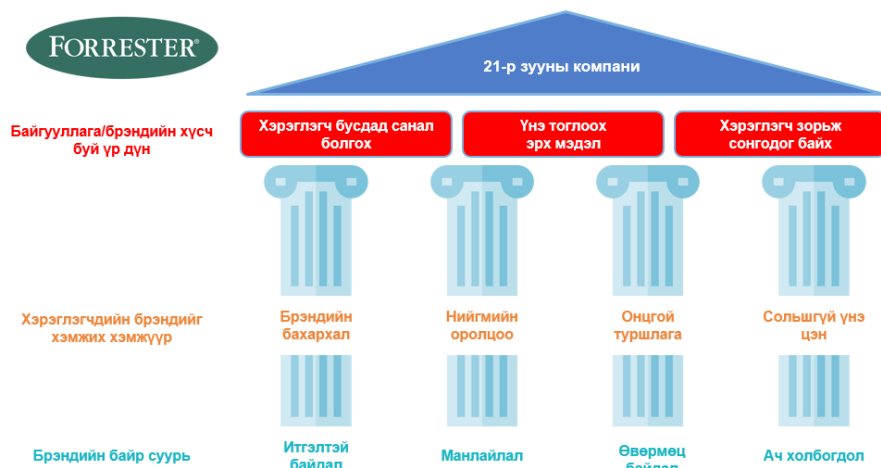 FORRESTER®
21-р зууны компани
Байгууллага/брэндийн хүсч
буй үр дүн
Хэрэглэгч бусдад санал
болгох
Үнэ тоглоох
эрх мэдэл
Хэрэглэгч зорьж
сонгодог байх
Хэрэглэгчдийн брэндийг
хэмжих хэмжүүр
Брэндийн
бахархал
Нийгмийн
оролцоо
Онцгой
туршлага
Сольшгүй үнэ
цэн
Брэндийн байр суурь
Итгэлтэй
байдал
Манлайлал
Өвөрмөц
байдал
Ач холбогдол